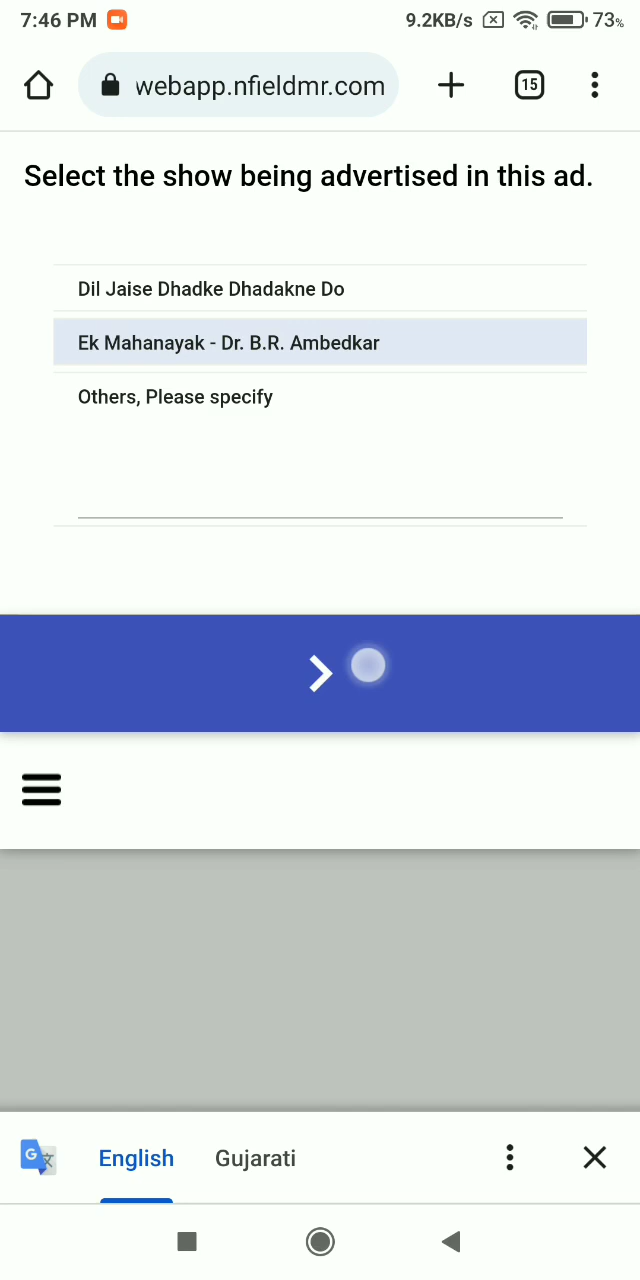 7:46 PM 9.2KB/s 73%
webapp.nfieldmr.com 15
Select the show being advertised in this ad.
Dil Jaise Dhadke Dhadakne Do
Ek Mahanayak - Dr. B.R. Ambedkar
Others, Please specify
G 文 English Gujarati